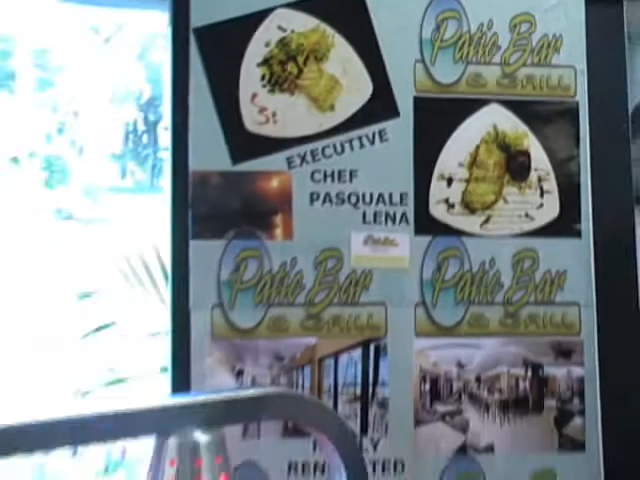 Patio Bar
& GRILL
EXECUTIVE
CHEF
PASQUALE
LENA
Patio Bar
& GRILL
Patio Bar
& GRILL